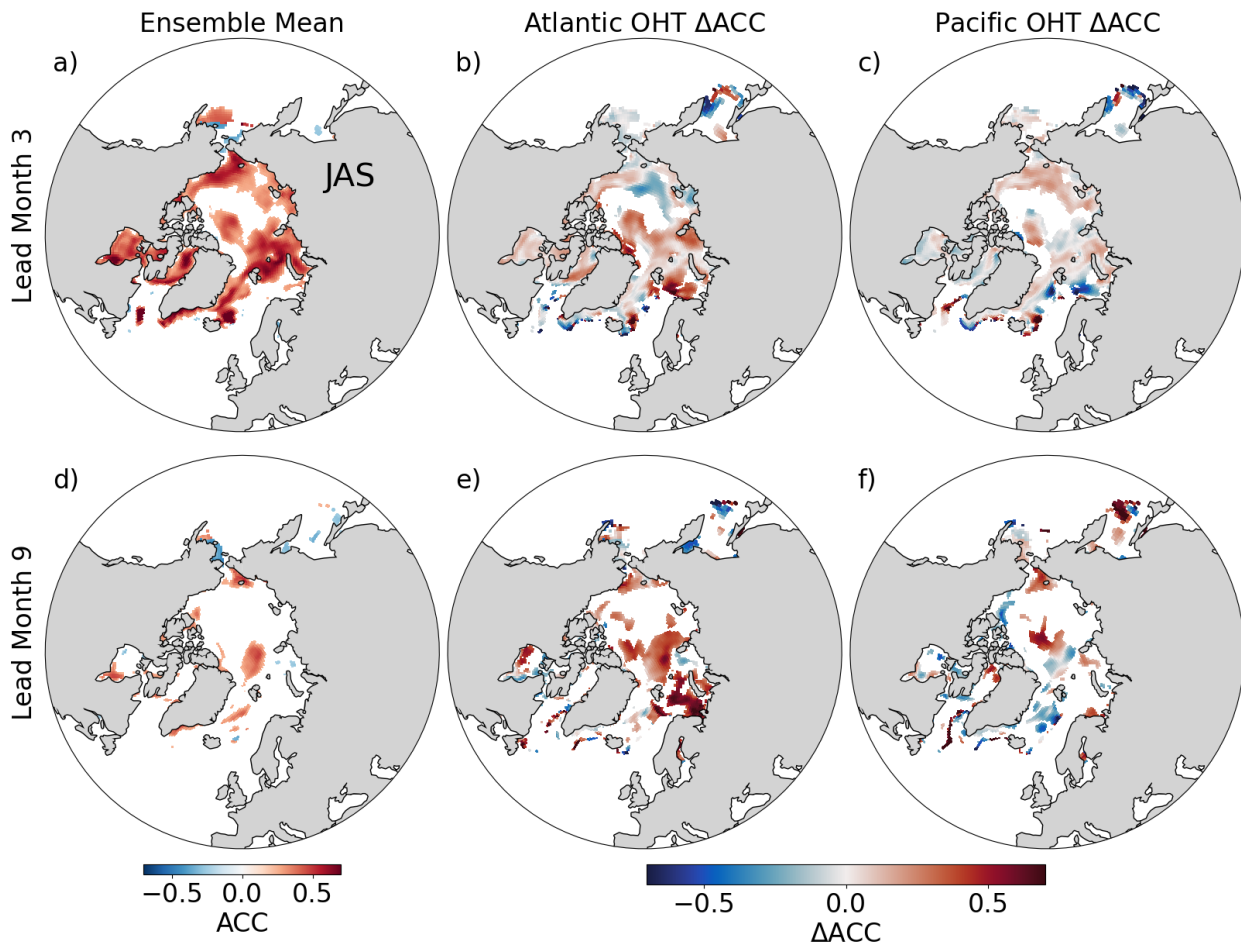 Ensemble Mean
Atlantic OHT ΔACC
Pacific OHT ΔACC
a)
b)
c)
Lead Month 3
JAS
d)
e)
f)
Lead Month 9
−0.5 0.0 0.5
ACC
−0.5 0.0 0.5
ΔACC